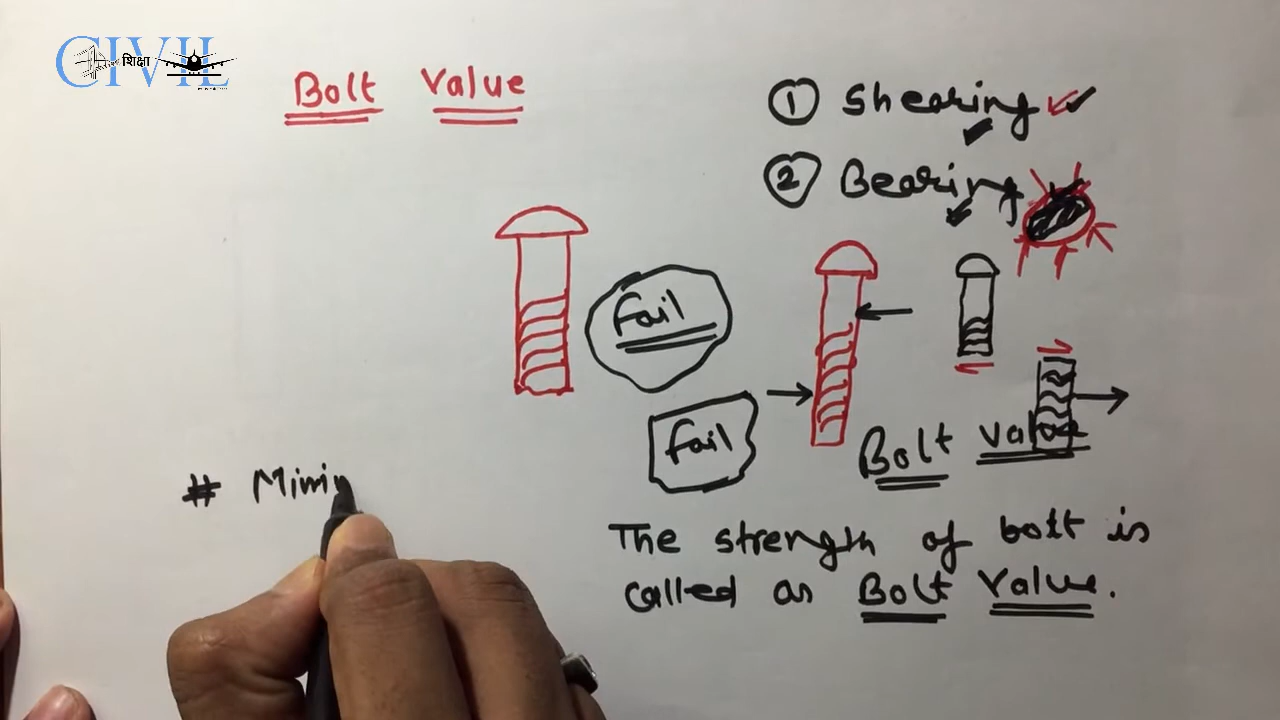 CIVIL
शिक्षा
Bolt Value
① Shearing
② Bearing
Fail
Fail
Bolt Value
# Minim
The strength of bolt is
called as Bolt Value.